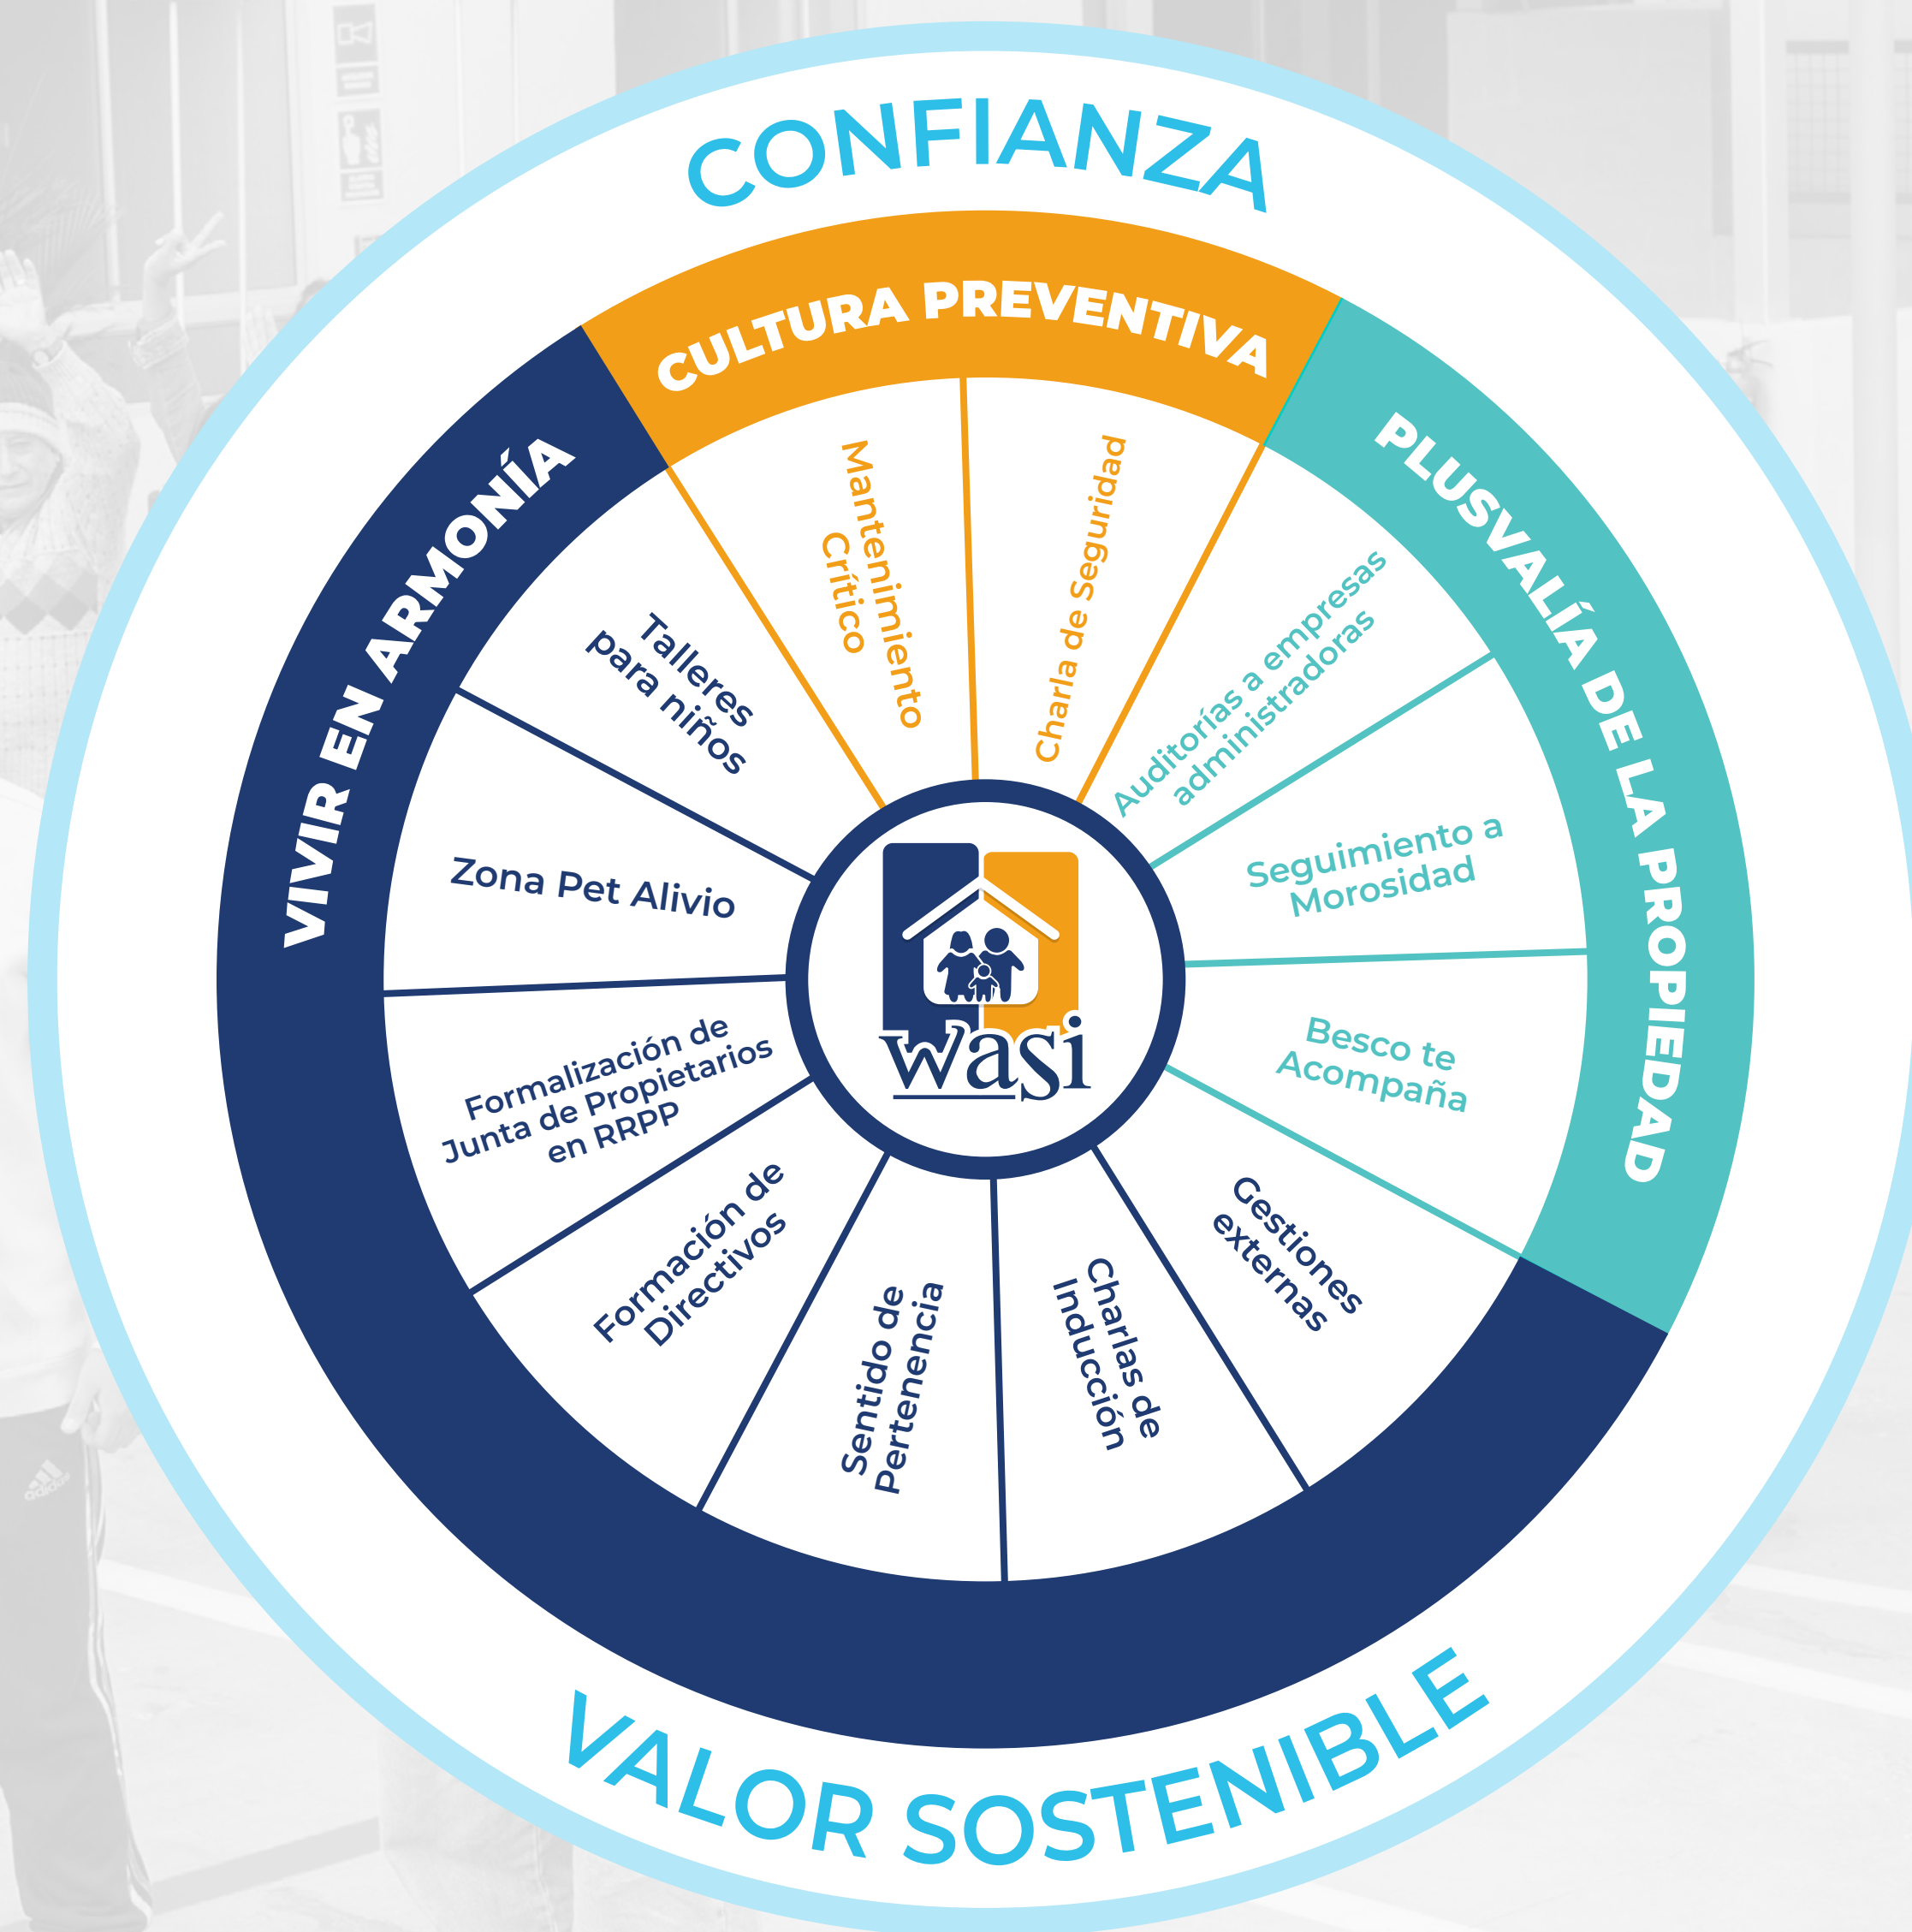 CONFIANZA
CULTURA PREVENTIVA
PLUSVALÍA DE LA PROPIEDAD
VIVIR EN ARMONÍA
Mantenimiento
Crítico
Charla de Seguridad
Auditorías a empresas
administradoras
Seguimiento a
Morosidad
Besco te
Acompaña
Gestiones
externas
Charlas de
Inducción
Sentido de
Pertenencia
Formación de
Directivos
Formalización de
Junta de Propietarios
en RRPP
Zona Pet Alivio
Talleres
para niños
wasi
VALOR SOSTENIBLE
adidas